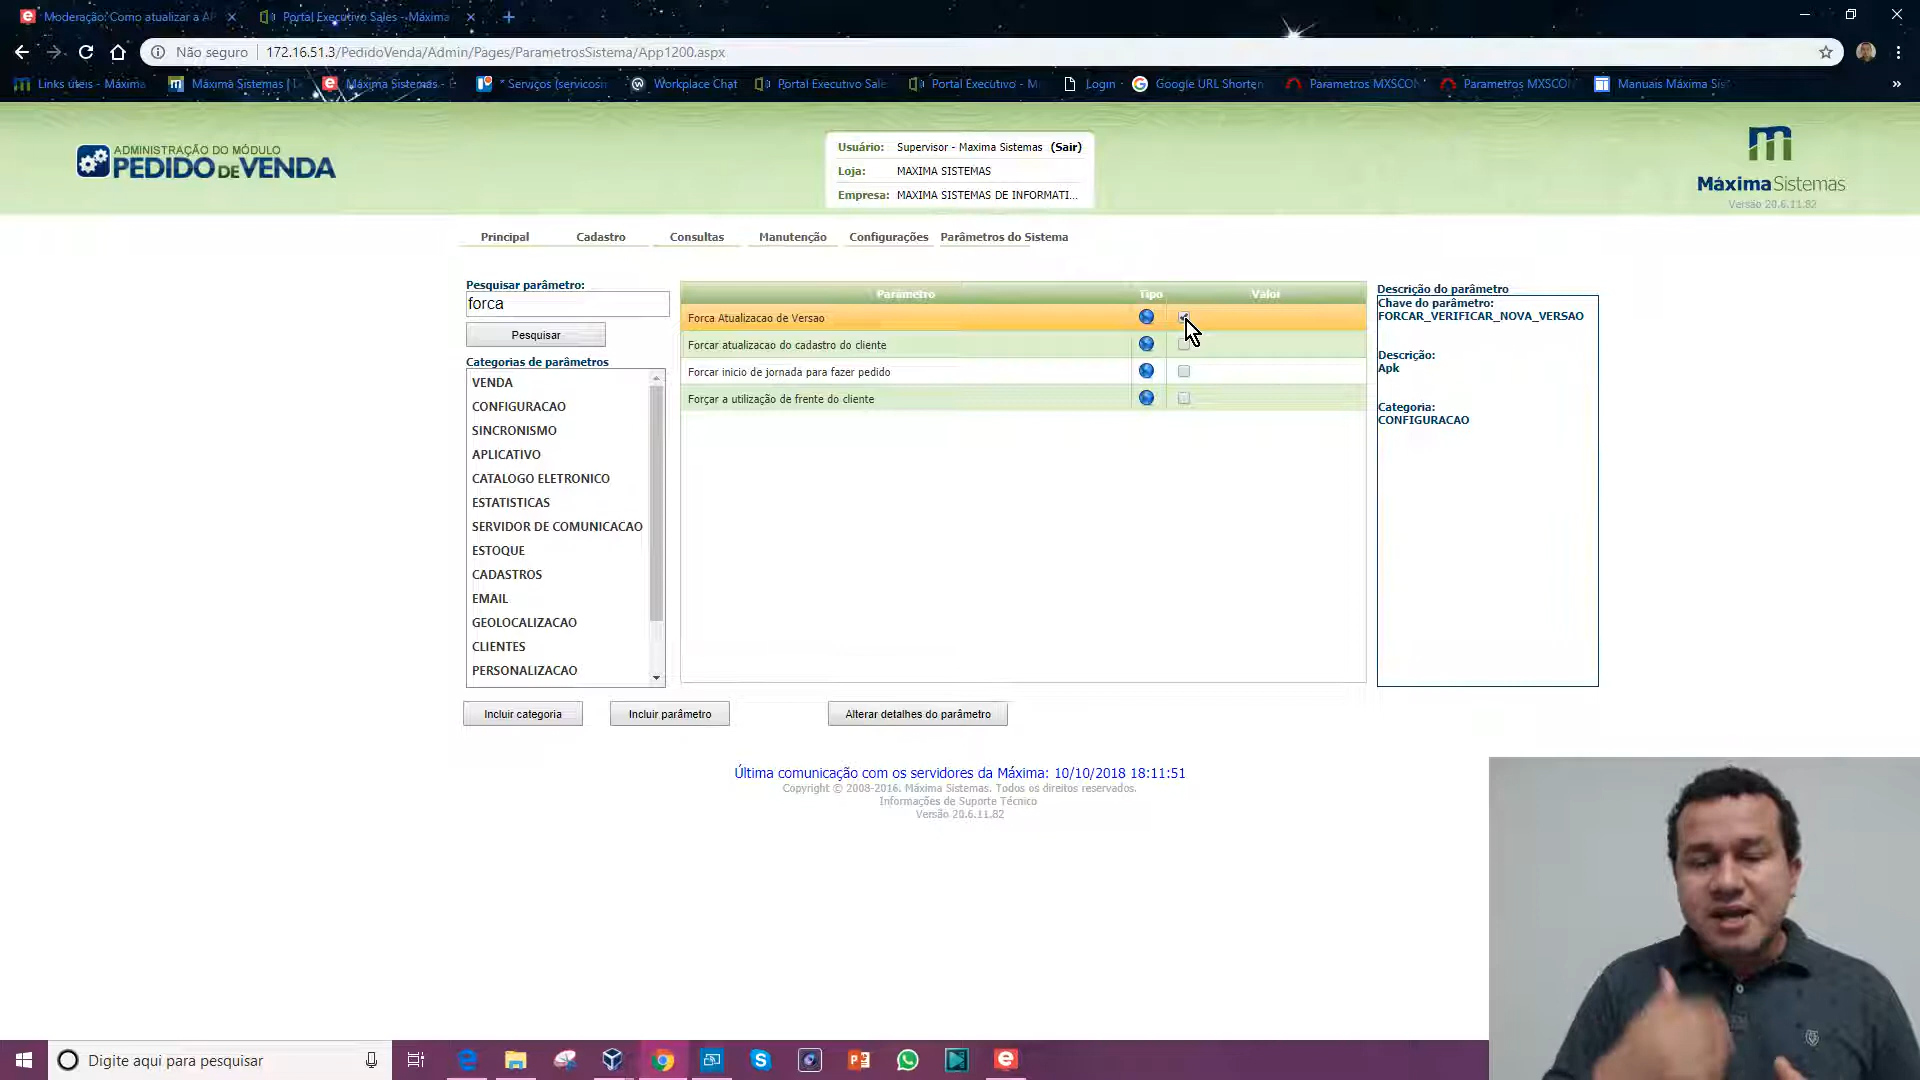 Moderação: Como atualizar a A
Portal Executivo Sales - Máxima
Não seguro
172.16.51.3/PedidoVenda/Admin/Pages/ParametrosSistema/App1200.aspx
Links úteis - Máxima
Máxima Sistemas |
Máxima Sistemas -
* Serviços (servicosn
Workplace Chat
Portal Executivo Sale
Portal Executivo - M
Login
Google URL Shorten
Parametros MXSCON
Parametros MXSCON
Manuais Máxima Sis
»
ADMINISTRAÇÃO DO MÓDULO
PEDIDO DE VENDA
Usuário: Supervisor - Maxima Sistemas (Sair)
Loja: MAXIMA SISTEMAS
Empresa: MAXIMA SISTEMAS DE INFORMATI...
MáximaSistemas
Versão 20.6.11.82
Principal
Cadastro
Consultas
Manutenção
Configurações
Parâmetros do Sistema
Pesquisar parâmetro:
forca
Pesquisar
Categorias de parâmetros
VENDA
CONFIGURACAO
SINCRONISMO
APLICATIVO
CATALOGO ELETRONICO
ESTATISTICAS
SERVIDOR DE COMUNICACAO
ESTOQUE
CADASTROS
EMAIL
GEOLOCALIZACAO
CLIENTES
PERSONALIZACAO
Parâmetro Tipo Valor
Forca Atualizacao de Versao
Forcar atualizacao do cadastro do cliente
Forcar inicio de jornada para fazer pedido
Forçar a utilização de frente do cliente
Descrição do parâmetro
Chave do parâmetro:
FORCAR_VERIFICAR_NOVA_VERSAO
Descrição:
Apk
Categoria:
CONFIGURACAO
Incluir categoria
Incluir parâmetro
Alterar detalhes do parâmetro
Última comunicação com os servidores da Máxima: 10/10/2018 18:11:51
Copyright © 2008-2016. Máxima Sistemas. Todos os direitos reservados.
Informações de Suporte Técnico
Versão 20.6.11.82
Digite aqui para pesquisar